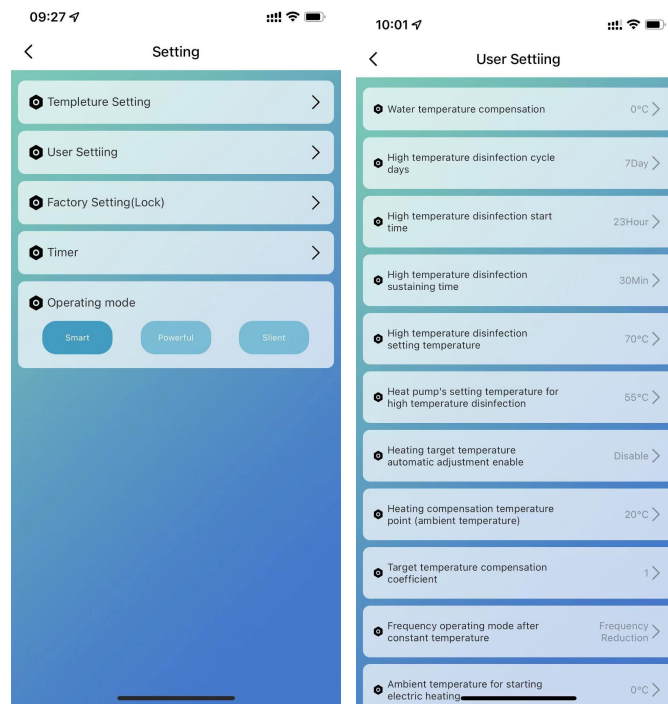 09:27
Setting
Templeture Setting
User Settiing
Factory Setting(Lock)
Timer
Operating mode
Smart
Powerful
Slient
10:01
User Settiing
Water temperature compensation
0°C
High temperature disinfection cycle
days
7Day
High temperature disinfection start
time
23Hour
High temperature disinfection
sustaining time
30Min
High temperature disinfection
setting temperature
70°C
Heat pump's setting temperature for
high temperature disinfection
55°C
Heating target temperature
automatic adjustment enable
Disable
Heating compensation temperature
point (ambient temperature)
20°C
Target temperature compensation
coefficient
1
Frequency operating mode after
constant temperature
Frequency
Reduction
Ambient temperature for starting
electric heating
0°C